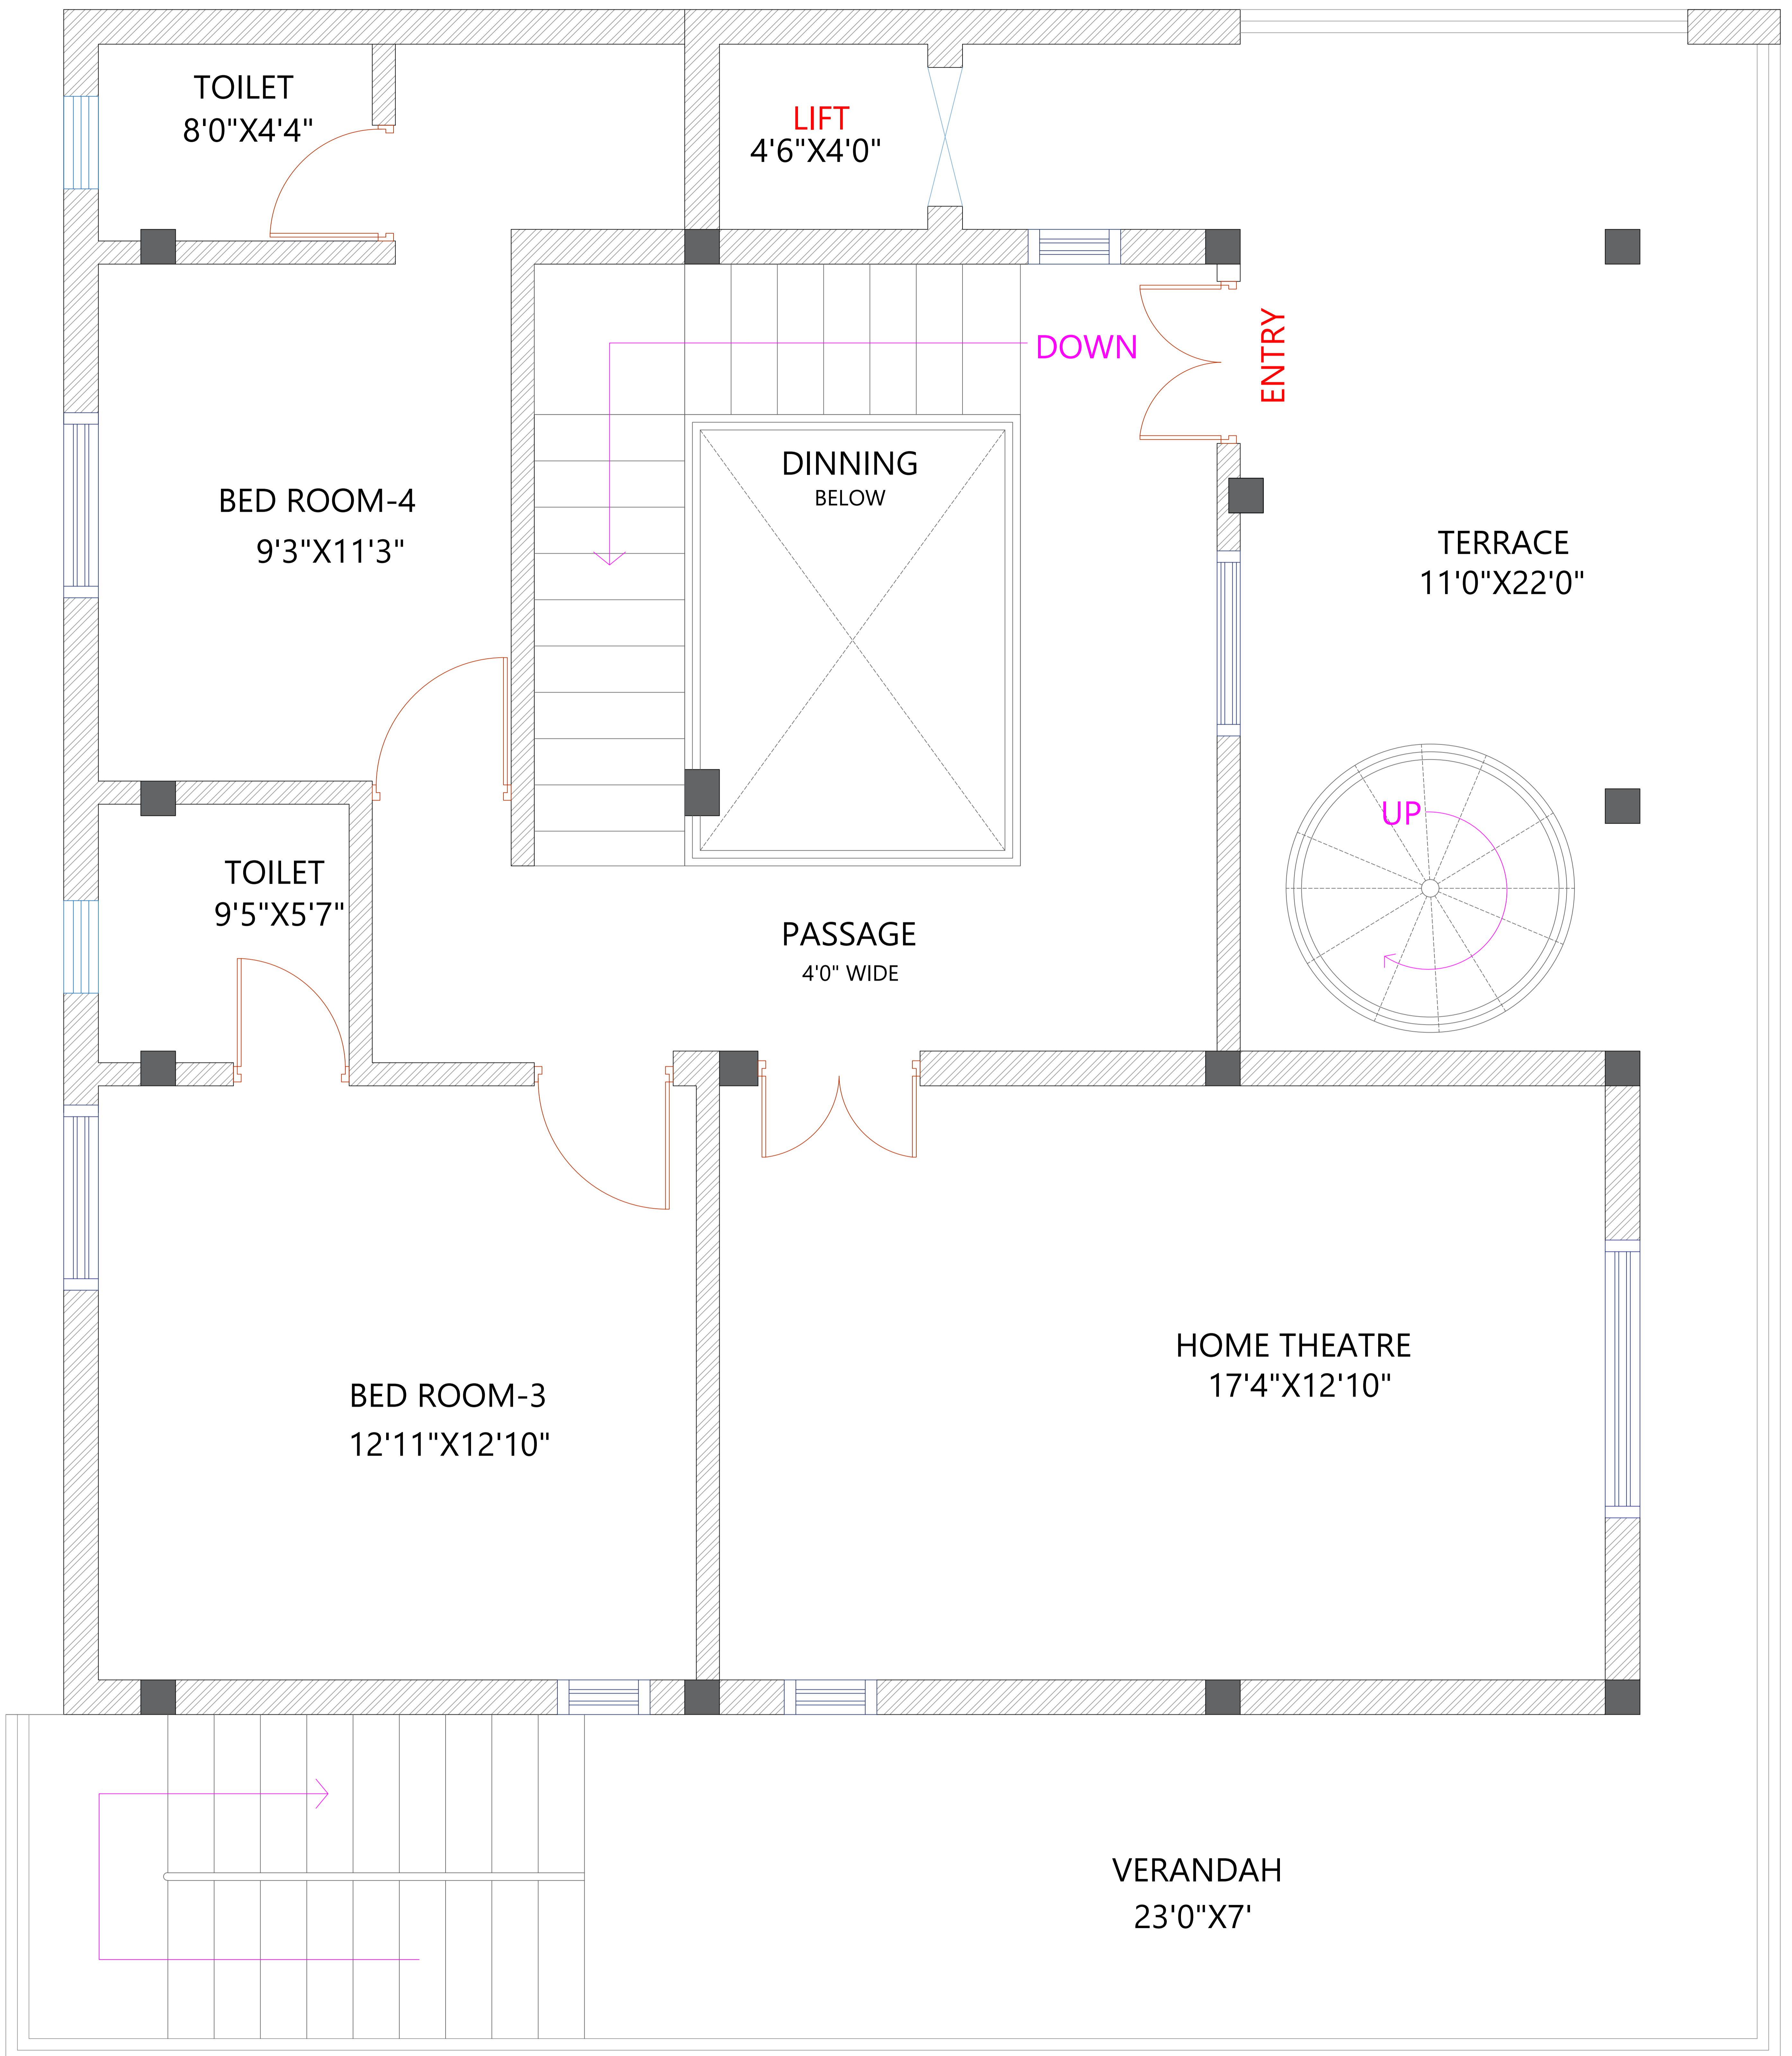 TOILET
8'0"X4'4"
LIFT
4'6"X4'0"
DOWN
ENTRY
DINNING
BELOW
BED ROOM-4
9'3"X11'3"
TERRACE
11'0"X22'0"
UP
TOILET
9'5"X5'7"
PASSAGE
4'0" WIDE
HOME THEATRE
17'4"X12'10"
BED ROOM-3
12'11"X12'10"
VERANDAH
23'0"X7'